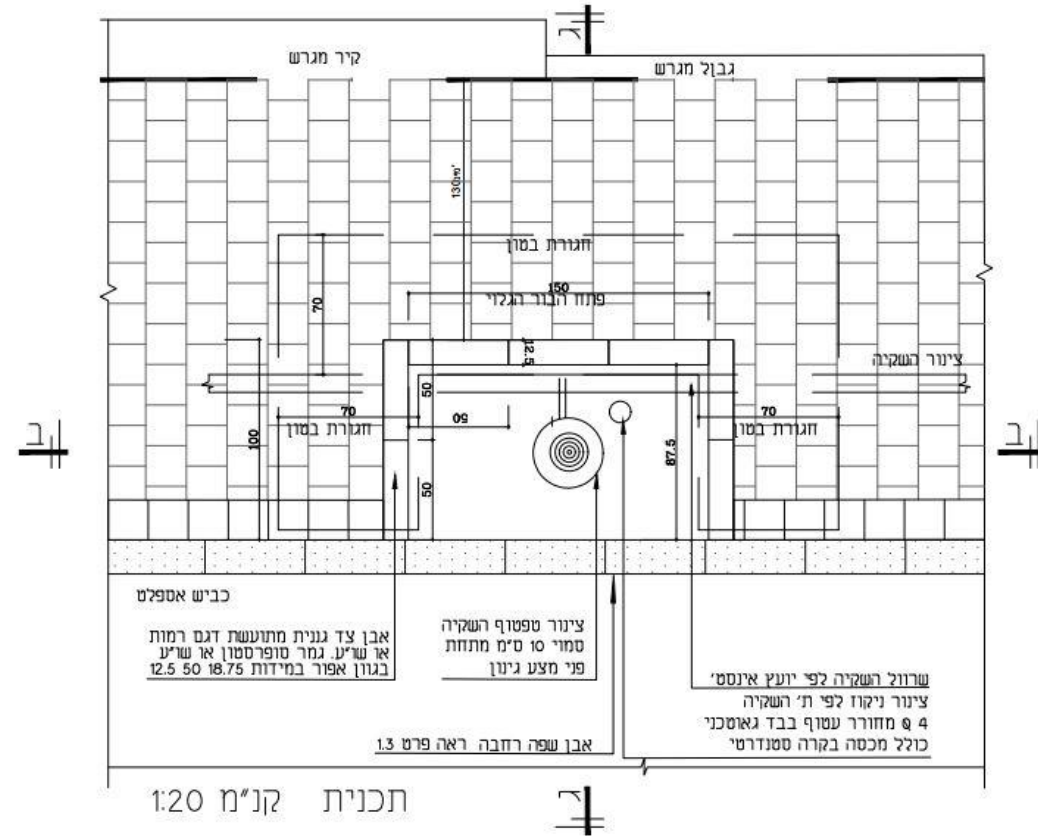 ג
קיר מגרש
גבול מגרש
מינ' 130
חגורת בטון
70
150
פתח הבור הגלוי
12.5
צינור השקיה
50
70
50
70
חגורת בטון
חגורת בטון
100
87.5
50
ב
ב
כביש אספלט
אבן צד גננית מתועשת דגם רמות
או שו"ע. גמר סופרסטון או שו"ע
בגוון אפור במידות 18.75 50 12.5
צינור טפטוף השקיה
סמוי 10 ס"מ מתחת
פני מצע גינון
שרוול השקיה לפי יועץ אינסט'
צינור ניקוז לפי ת' השקיה
4 φ מחורר עטוף בבד גאוטכני
כולל מכסה בקרה סטנדרטי
אבן שפה רחבה ראה פרט 1.3
תכנית קנ"מ 1:20
ג